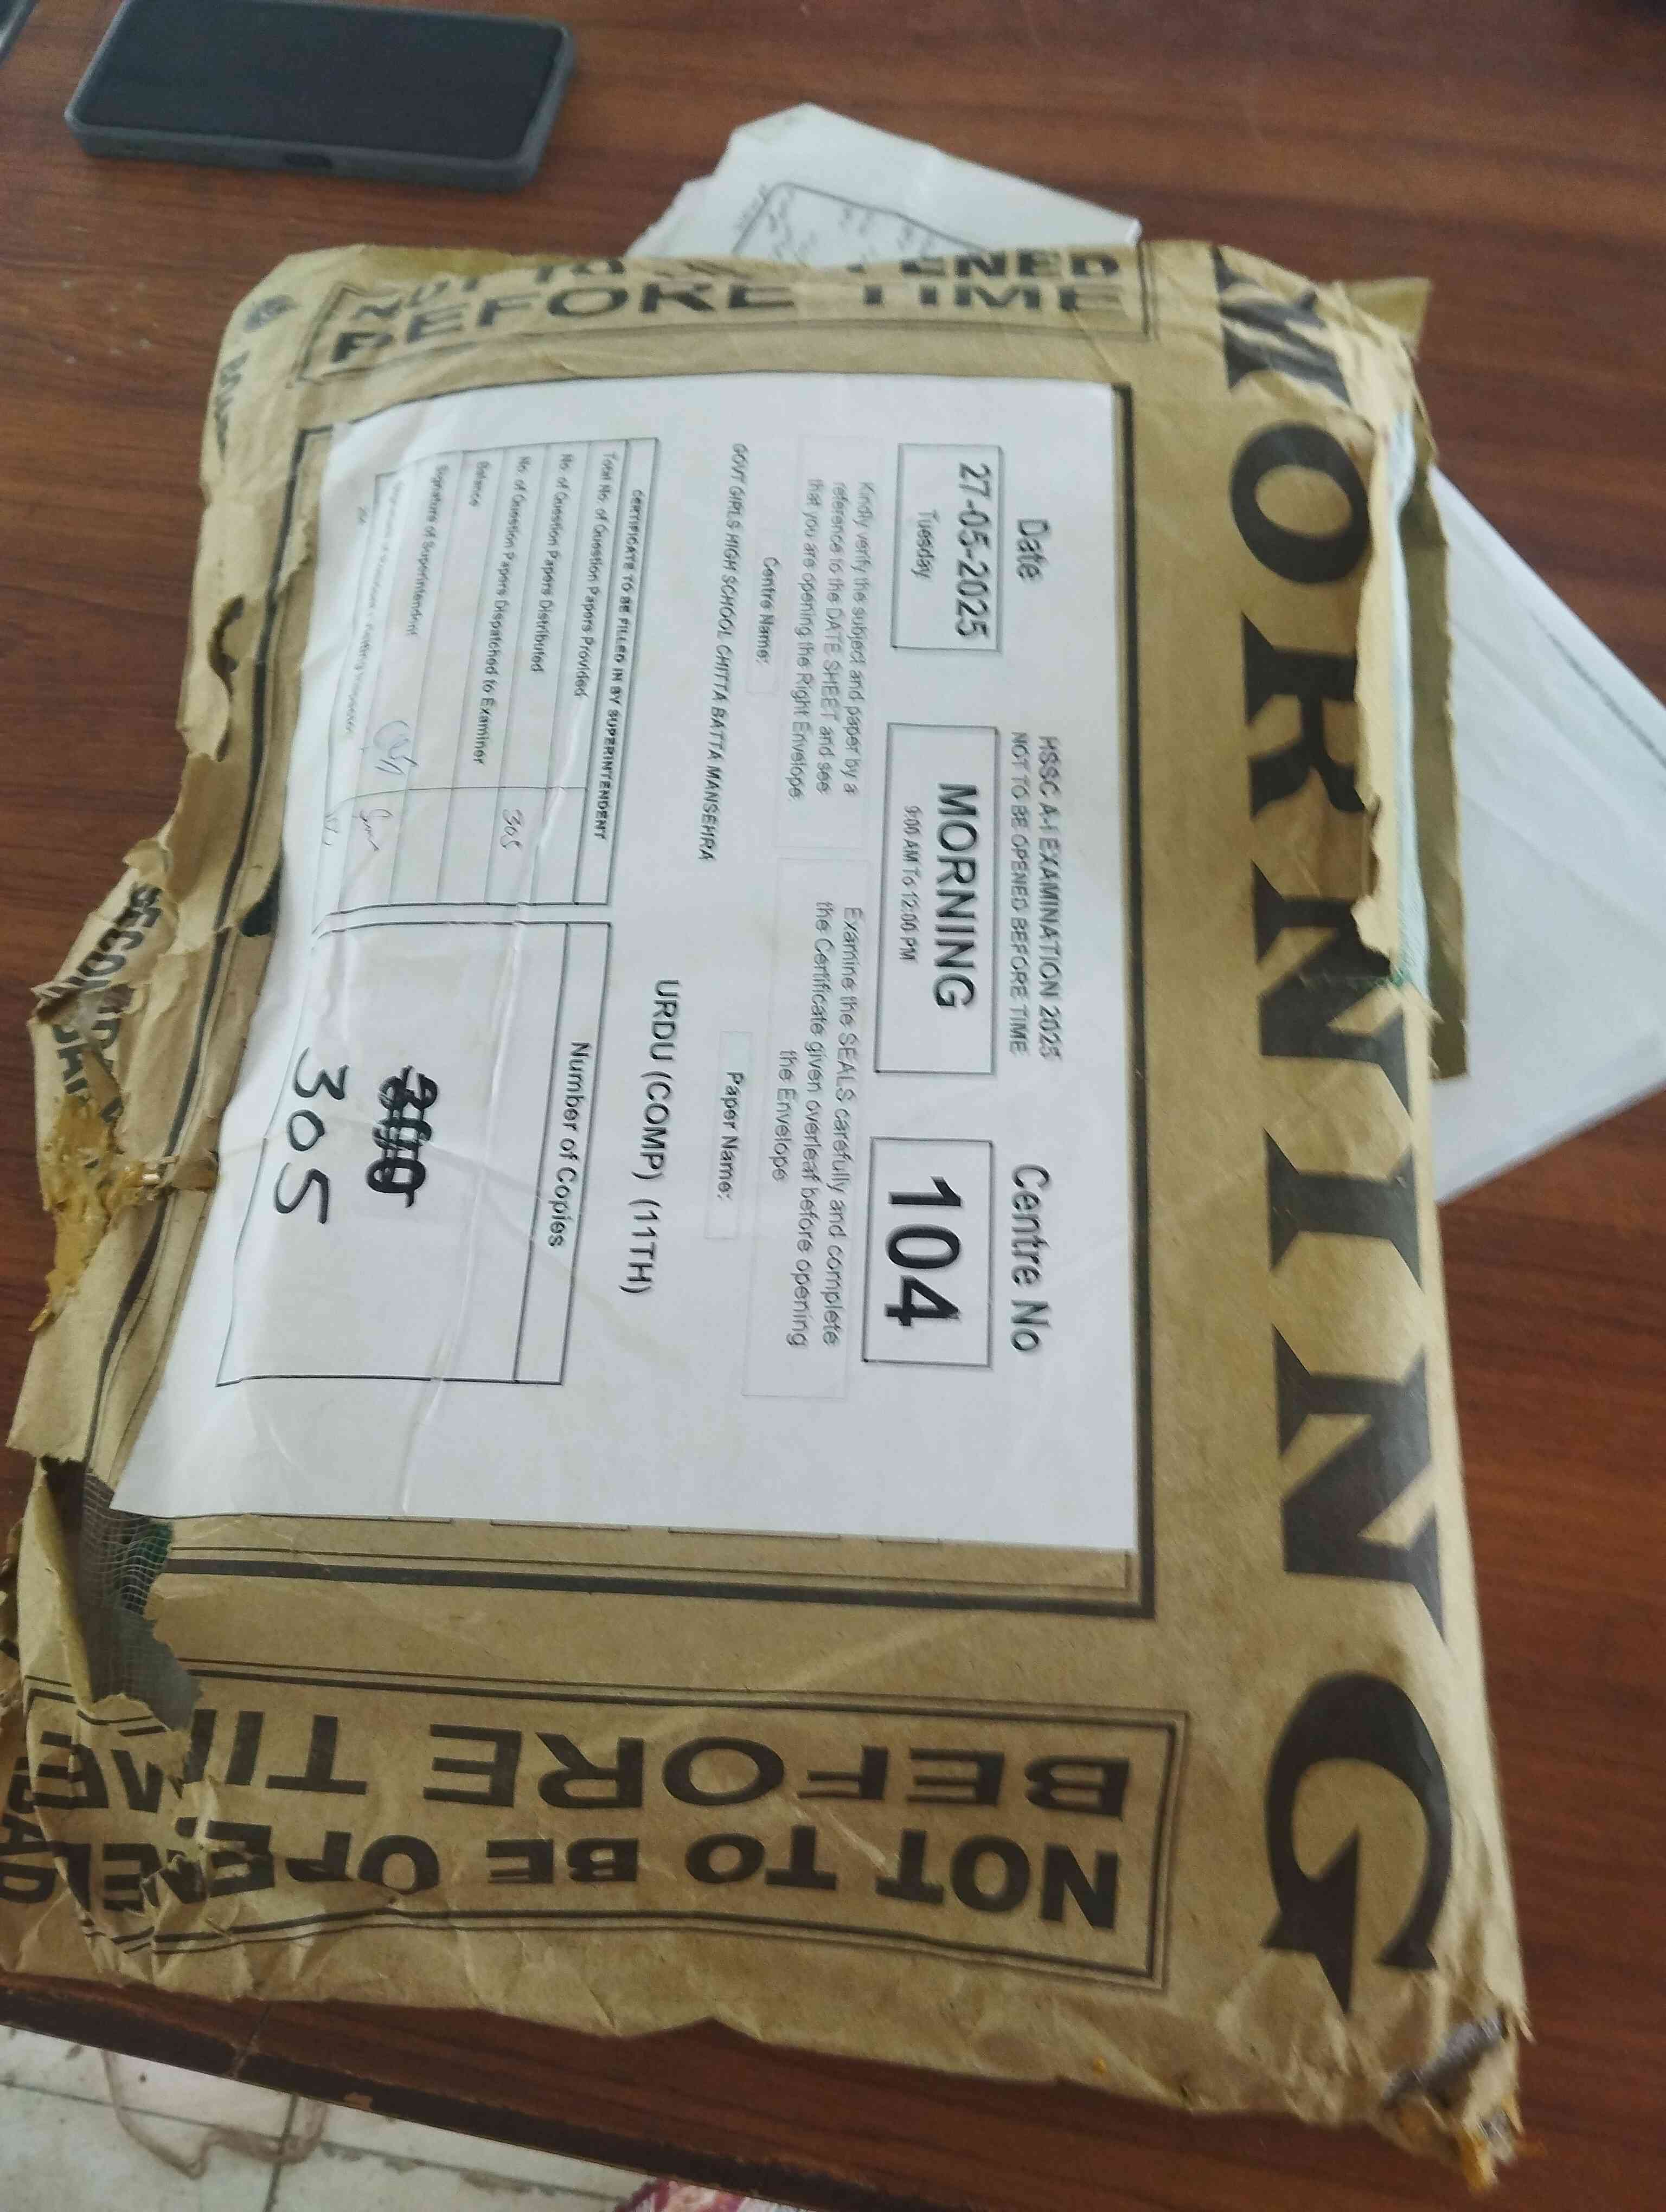 MORNING
NOT TO BE OPENED
BEFORE TIME
HSSC A-I EXAMINATION 2025
NOT TO BE OPENED BEFORE TIME
Date
27-05-2025
Tuesday
MORNING
9:00 AM To 12:00 PM
Centre No
104
Kindly verify the subject and paper by a
reference to the DATE SHEET and see
that you are opening the Right Envelope.
Examine the SEALS carefully and complete
the Certificate given overleaf before opening
the Envelope
Centre Name:
GOVT GIRLS HIGH SCHOOL CHITTA BATTA MANSEHRA
Paper Name:
URDU (COMP) (11TH)
CERTIFICATE TO BE FILLED IN BY SUPERINTENDENT
Total No. of Question Papers Provided
No. of Question Papers Distributed
No. of Question Papers Dispatched to Examiner 305
Balance
Signature of Superintendent
Number of Copies
305
NOT TO BE OPENED
BEFORE TIME